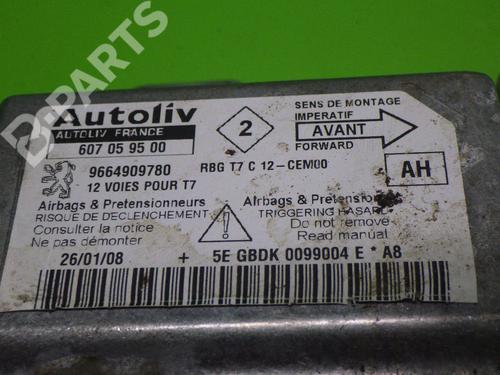 B-PARTS
Autoliv
AUTOLIV FRANCE
607 05 95 00
2
SENS DE MONTAGE
IMPERATIF
AVANT
FORWARD
9664909780
RBG T7 C 12-CEM00
12 VOIES POUR T7
AH
Airbags & Pretensionneurs
RISQUE DE DECLENCHEMENT
Consulter la notice
Ne pas démonter
Airbags & Pretensioners
TRIGGERING HASARD
Do not remove
Read manual
26/01/08 + 5E GBDK 0099004 E * A8